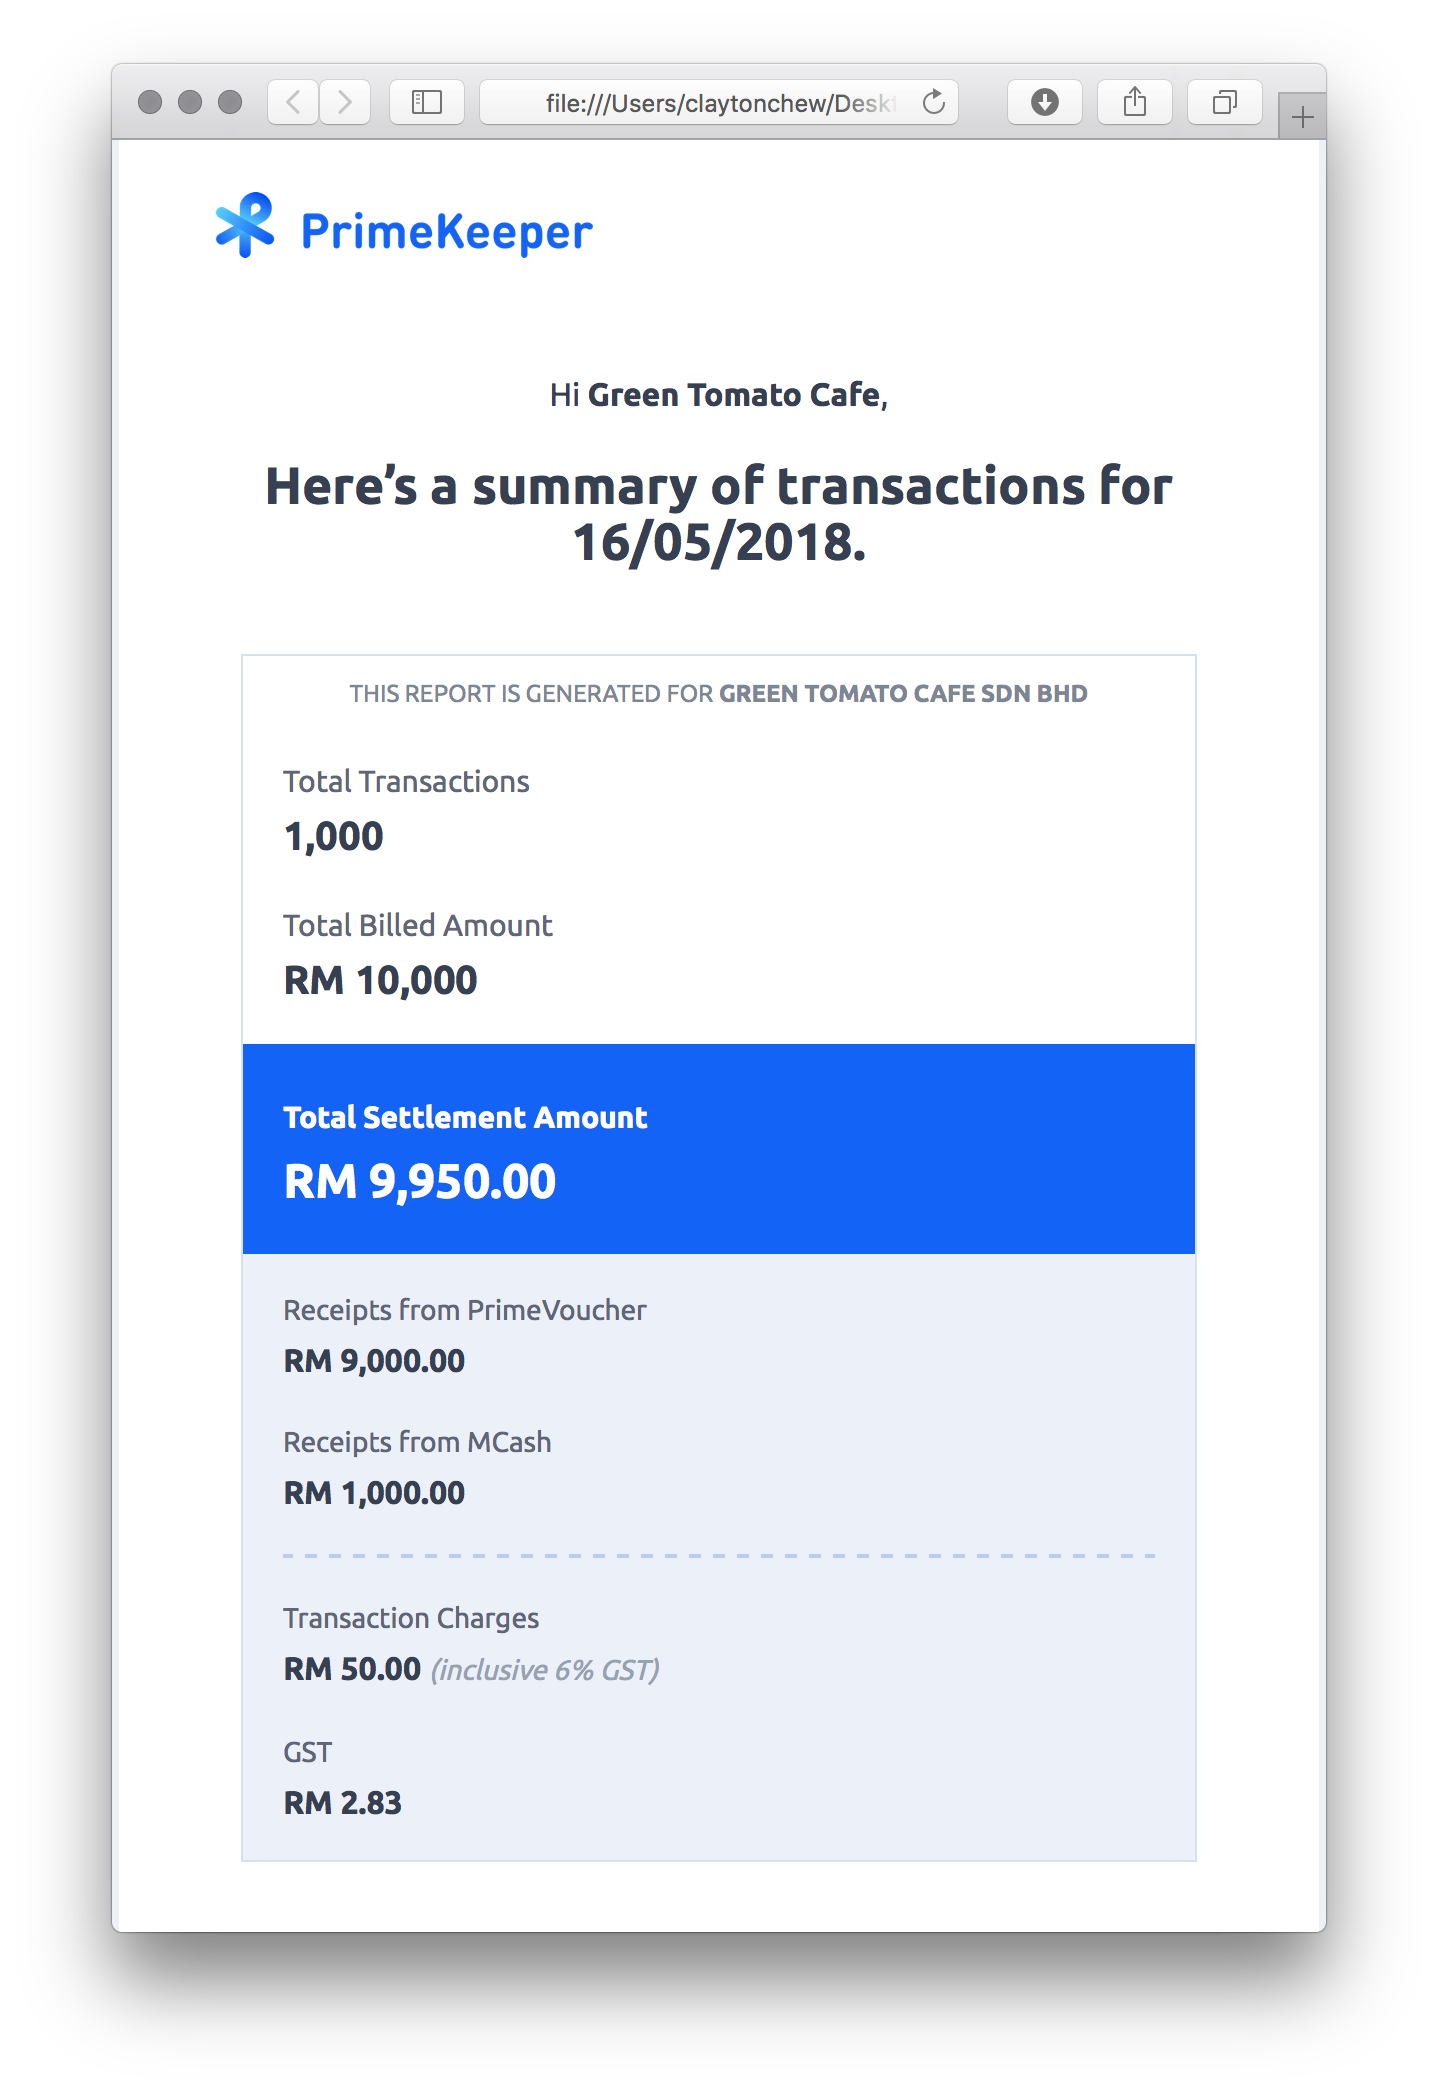 file:///Users/claytonchew/Deskt
PrimeKeeper
Hi Green Tomato Cafe,
Here’s a summary of transactions for
16/05/2018.
THIS REPORT IS GENERATED FOR GREEN TOMATO CAFE SDN BHD
Total Transactions
1,000
Total Billed Amount
RM 10,000
Total Settlement Amount
RM 9,950.00
Receipts from PrimeVoucher
RM 9,000.00
Receipts from MCash
RM 1,000.00
Transaction Charges
RM 50.00 (inclusive 6% GST)
GST
RM 2.83